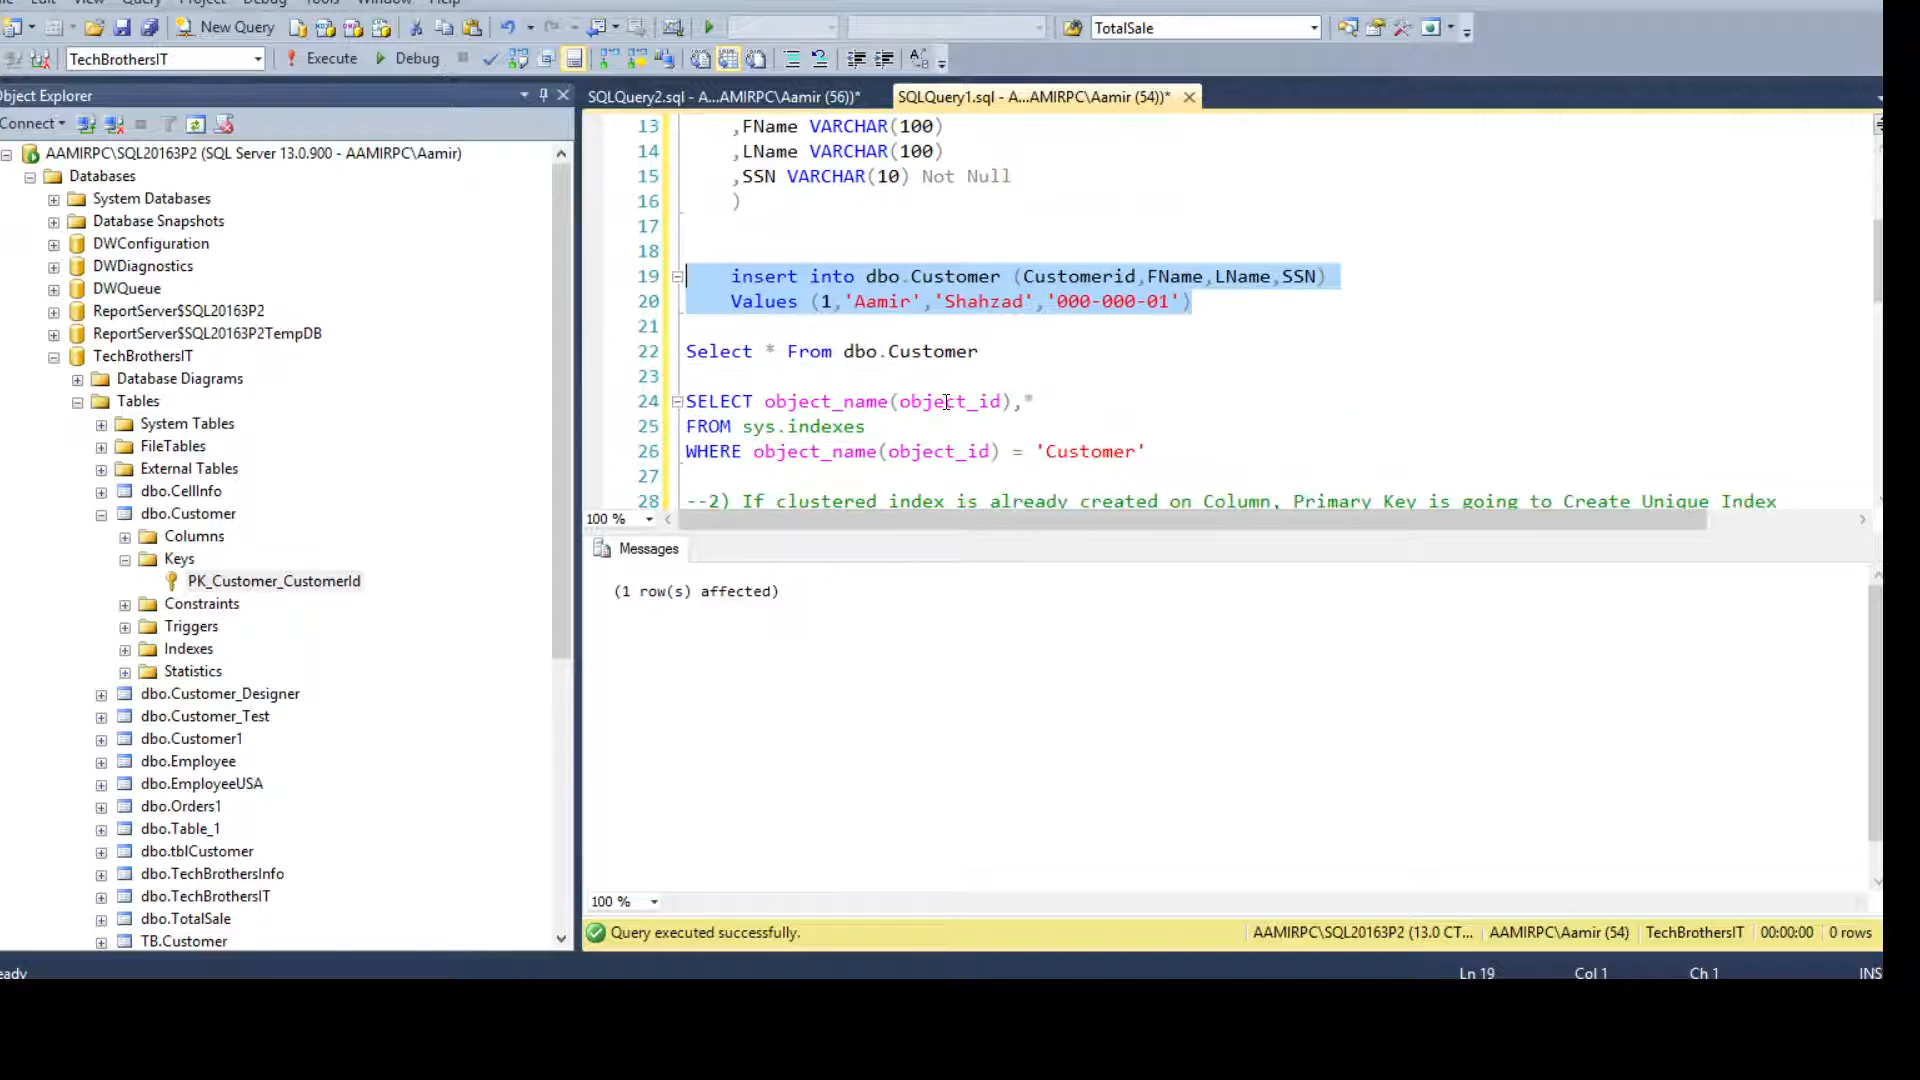 Edit View Query Project Debug Tools Window Help
New Query TotalSale
TechBrothersIT Execute Debug
Object Explorer
Connect
AAMIRPC\SQL20163P2 (SQL Server 13.0.900 - AAMIRPC\Aamir)
Databases
System Databases
Database Snapshots
DWConfiguration
DWDiagnostics
DWQueue
ReportServer$SQL20163P2
ReportServer$SQL20163P2TempDB
TechBrothersIT
Database Diagrams
Tables
System Tables
FileTables
External Tables
dbo.CellInfo
dbo.Customer
Columns
Keys
PK_Customer_CustomerId
Constraints
Triggers
Indexes
Statistics
dbo.Customer_Designer
dbo.Customer_Test
dbo.Customer1
dbo.Employee
dbo.EmployeeUSA
dbo.Orders1
dbo.Table_1
dbo.tblCustomer
dbo.TechBrothersInfo
dbo.TechBrothersIT
dbo.TotalSale
TB.Customer
SQLQuery2.sql - A...AMIRPC\Aamir (56))* SQLQuery1.sql - A...AMIRPC\Aamir (54))*
13 ,FName VARCHAR(100)
14 ,LName VARCHAR(100)
15 ,SSN VARCHAR(10) Not Null
16 )
17
18
19 insert into dbo.Customer (Customerid,FName,LName,SSN)
20 Values (1,'Aamir','Shahzad','000-000-01')
21
22 Select * From dbo.Customer
23
24 SELECT object_name(object_id),*
25 FROM sys.indexes
26 WHERE object_name(object_id) = 'Customer'
27
28 --2) If clustered index is already created on Column, Primary Key is going to Create Unique Index
100 %
Messages
(1 row(s) affected)
100 %
Query executed successfully. AAMIRPC\SQL20163P2 (13.0 CT... AAMIRPC\Aamir (54) TechBrothersIT 00:00:00 0 rows
eady Ln 19 Col 1 Ch 1 INS